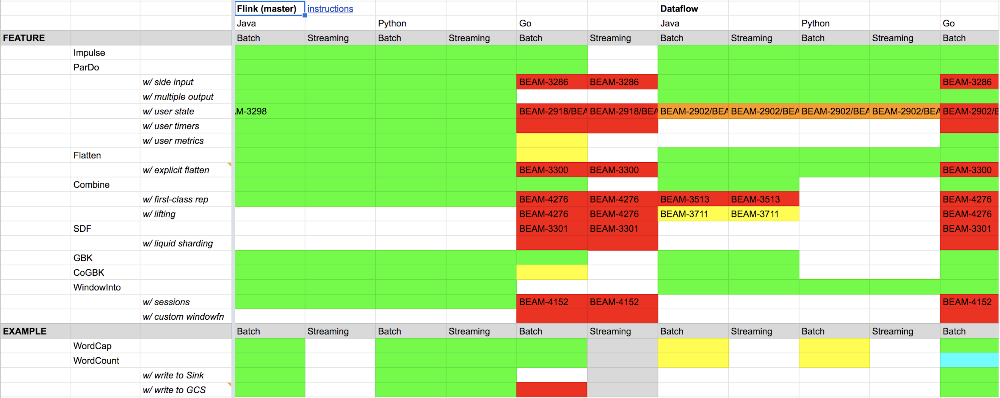 Flink (master) instructions Dataflow
Java Python Go Java Python Go
FEATURE Batch Streaming Batch Streaming Batch Streaming Batch Streaming Batch Streaming Batch
Impulse
ParDo
w/ side input BEAM-3286 BEAM-3286 BEAM-3286
w/ multiple output
w/ user state AM-3298 BEAM-2918/BEA BEAM-2918/BEA BEAM-2902/BEA BEAM-2902/BEA BEAM-2902/BEA BEAM-2902/BEA BEAM-2902/B
w/ user timers
w/ user metrics
Flatten
w/ explicit flatten BEAM-3300 BEAM-3300 BEAM-3300
Combine
w/ first-class rep BEAM-4276 BEAM-4276 BEAM-3513 BEAM-3513 BEAM-4276
w/ lifting BEAM-4276 BEAM-4276 BEAM-3711 BEAM-3711 BEAM-4276
SDF BEAM-3301 BEAM-3301 BEAM-3301
w/ liquid sharding
GBK
CoGBK
WindowInto
w/ sessions BEAM-4152 BEAM-4152 BEAM-4152
w/ custom windowfn
EXAMPLE Batch Streaming Batch Streaming Batch Streaming Batch Streaming Batch Streaming Batch
WordCap
WordCount
w/ write to Sink
w/ write to GCS